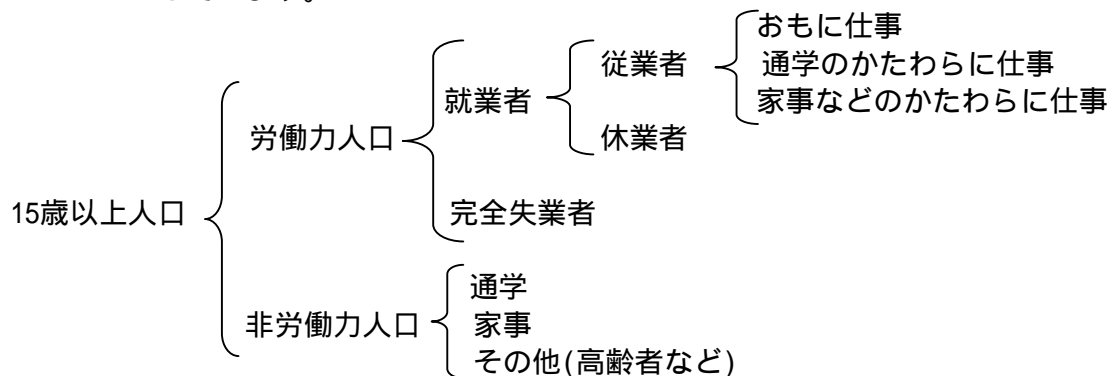 おもに仕事
従業者
通学のかたわらに仕事
就業者
家事などのかたわらに仕事
労働力人口
休業者
15歳以上人口
完全失業者
通学
非労働力人口
家事
その他(高齢者など)